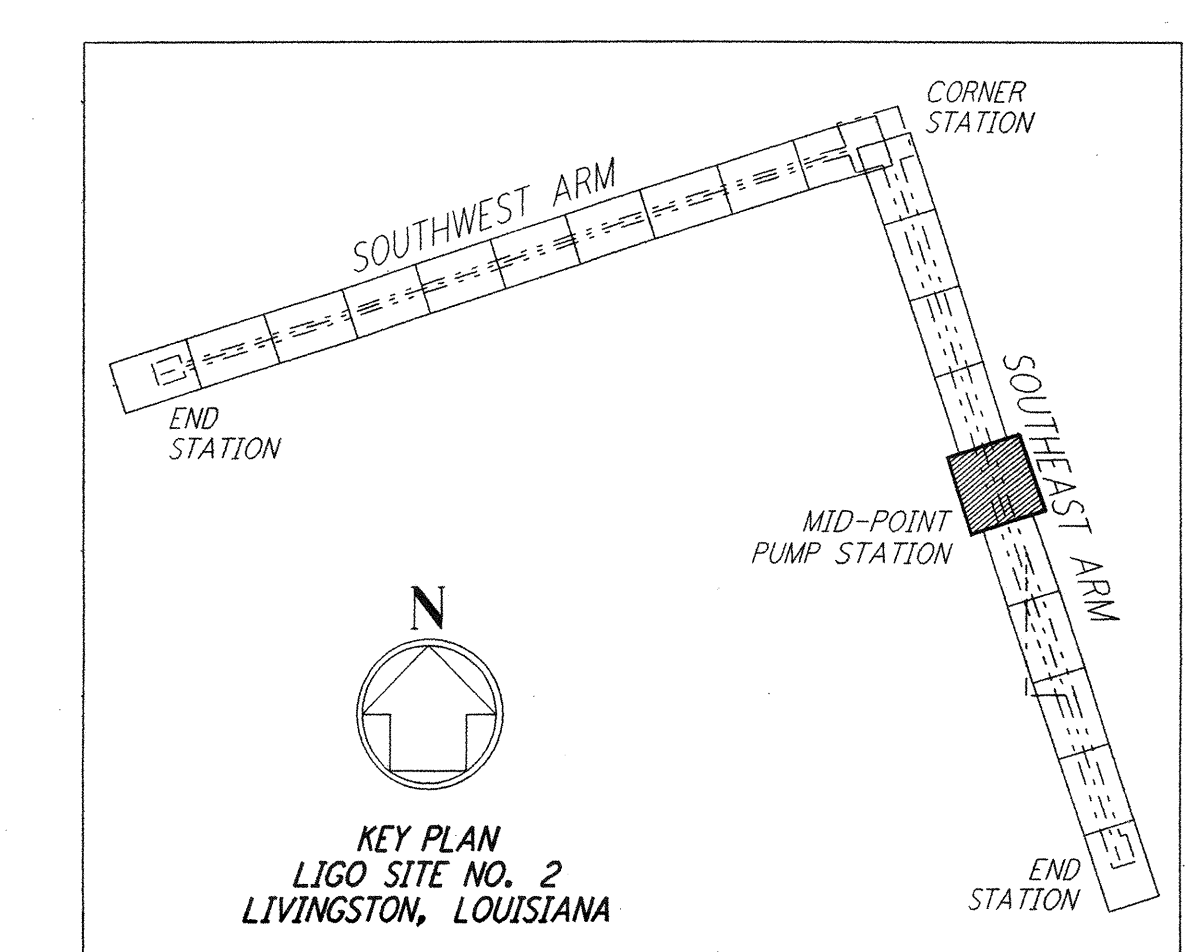 CORNER
STATION
SOUTHWEST ARM
END
STATION
SOUTHEAST ARM
MID-POINT
PUMP STATION
N
KEY PLAN
LIGO SITE NO. 2
LIVINGSTON, LOUISIANA
END
STATION